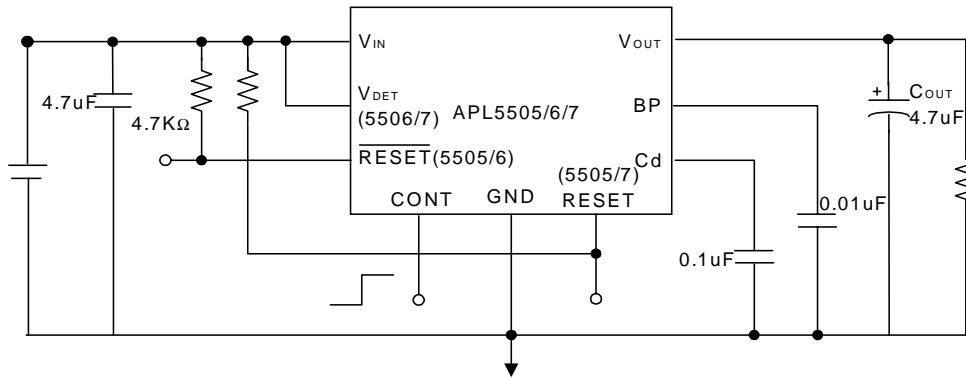 VIN
VOUT
4.7uF
4.7KΩ
VDET
(5506/7)
APL5505/6/7
BP
COUT
4.7uF
RESET(5505/6)
Cd
(5505/7)
CONT
GND
RESET
0.01uF
0.1uF
+